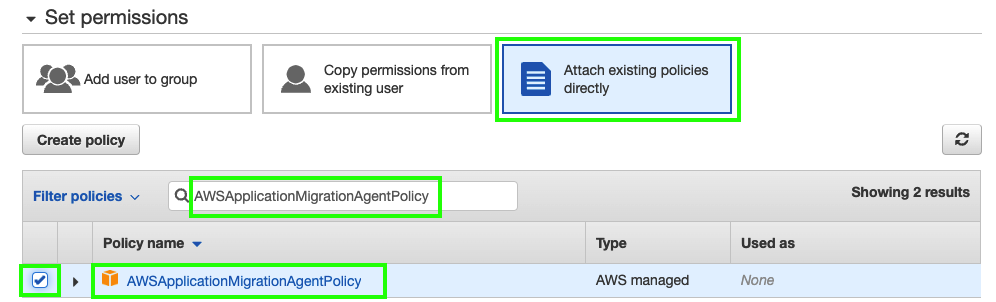 Set permissions
Add user to group
Copy permissions from
existing user
Attach existing policies
directly
Create policy
Filter policies
AWSApplicationMigrationAgentPolicy
Showing 2 results
Policy name
Type
Used as
AWSApplicationMigrationAgentPolicy
AWS managed
None